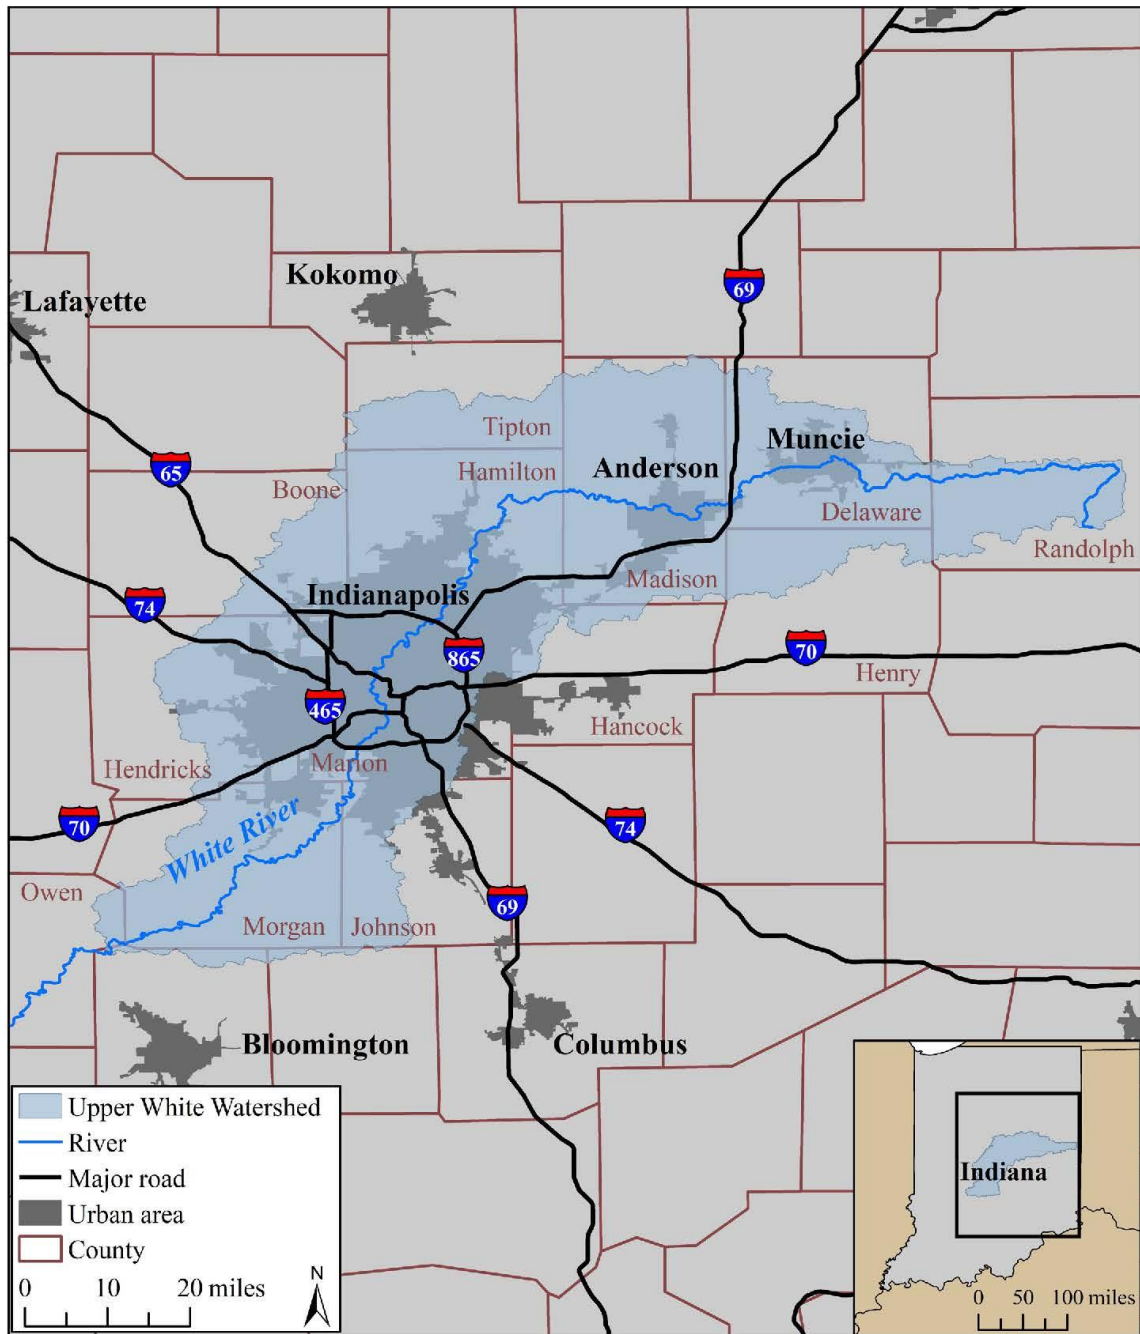 Kokomo
69
Lafayette
Tipton
Muncie
65
Hamilton
Anderson
Boone
Delaware
Randolph
Madison
Indianapolis
74
865
70
Henry
465
Hancock
Marion
Hendricks
70
White River
74
Owen
69
Morgan
Johnson
Bloomington
Columbus
Upper White Watershed
River
Major road
Urban area
County
0 10 20 miles
N
Indiana
0 50 100 miles